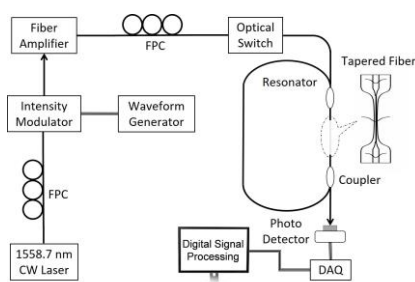 Fiber
Amplifier
FPC
Optical
Switch
Resonator
Tapered Fiber
Intensity
Modulator
Waveform
Generator
FPC
Coupler
Photo
Detector
Digital Signal
Processing
1558.7 nm
CW Laser
DAQ